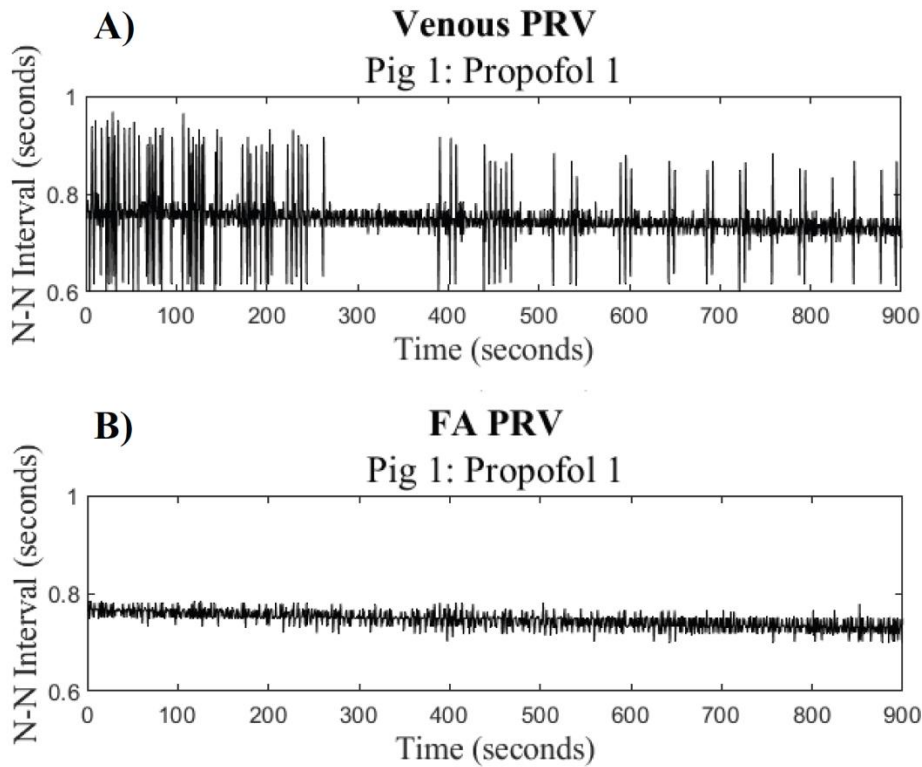 A)
Venous PRV
Pig 1: Propofol 1
N-N Interval (seconds)
1
0.8
0.6
0 100 200 300 400 500 600 700 800 900
Time (seconds)
B)
FA PRV
Pig 1: Propofol 1
N-N Interval (seconds)
1
0.8
0.6
0 100 200 300 400 500 600 700 800 900
Time (seconds)